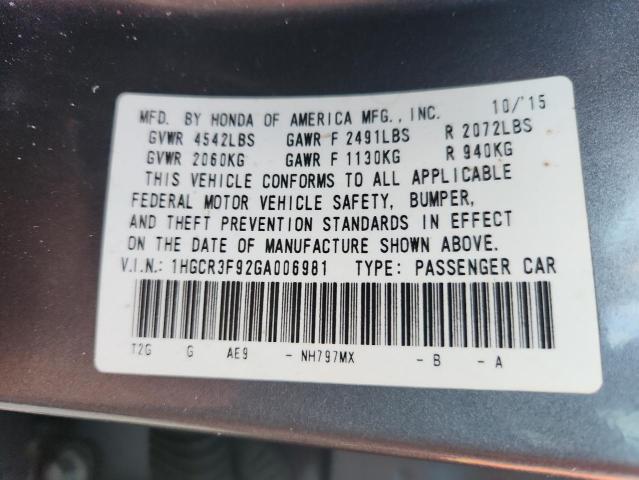 MFD. BY HONDA OF AMERICA MFG., INC. 10/'15
GVWR 4542LBS GAWR F 2491LBS R 2072LBS
GVWR 2060KG GAWR F 1130KG R 940KG
THIS VEHICLE CONFORMS TO ALL APPLICABLE
FEDERAL MOTOR VEHICLE SAFETY, BUMPER,
AND THEFT PREVENTION STANDARDS IN EFFECT
ON THE DATE OF MANUFACTURE SHOWN ABOVE.
V.I.N.: 1HGCR3F92GA006981 TYPE: PASSENGER CAR
T2G G AE9 - NH797MX - B - A